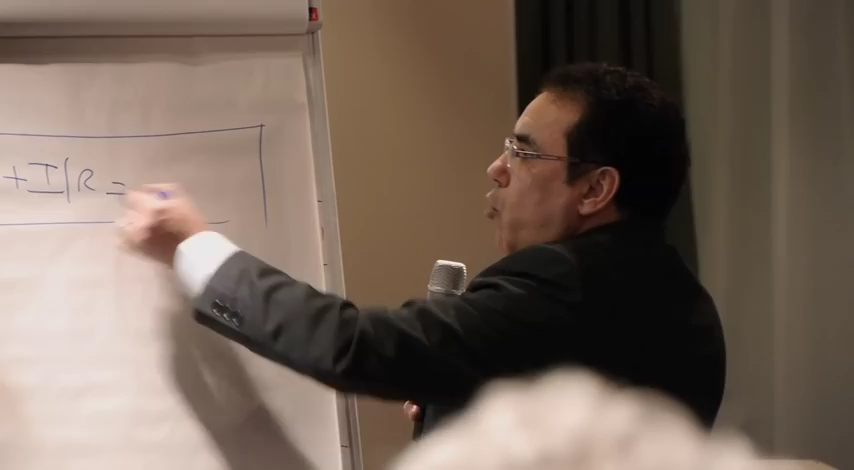 + I/R =